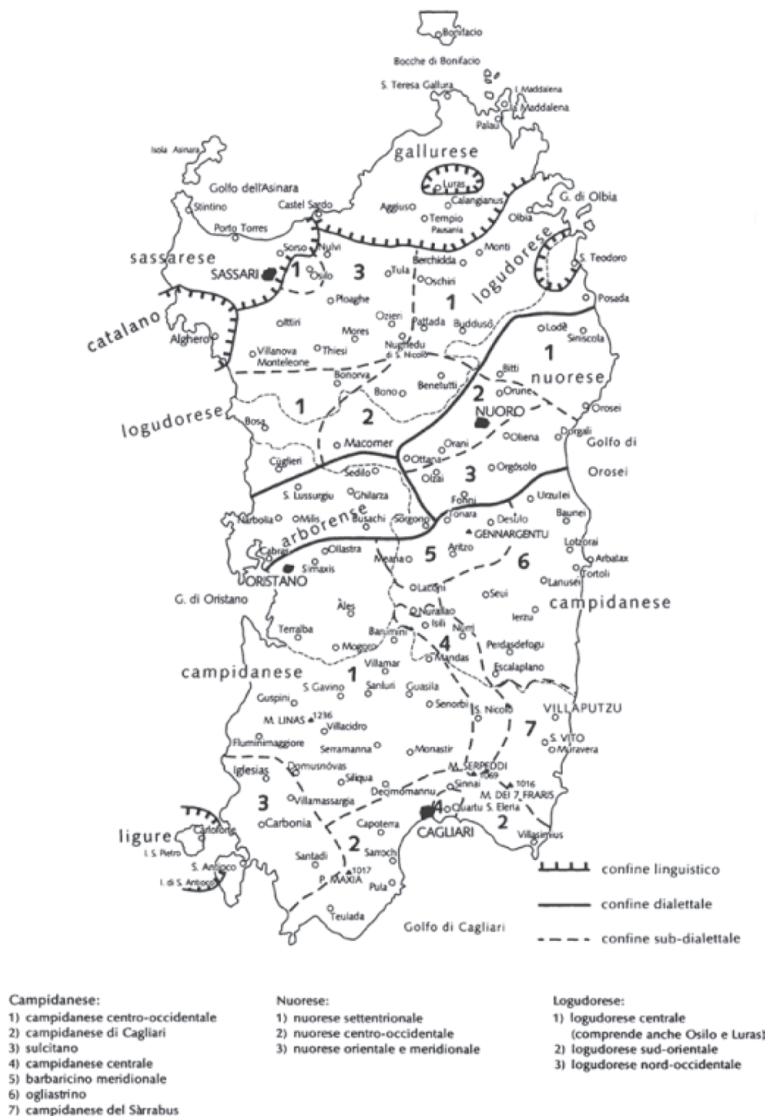 Bonifacio
Bocche di Bonifacio
I. Maddalena
S. Teresa Gallura
la Maddalena
Palau
Isola Asinara
gallurese
Luras
Golfo dell'Asinara
G. di Olbia
Stintino
Castel Sardo
Aggius
Calangianus
Tempio
Pausania
Olbia
Porto Torres
Sorso
Nulvi
Berchidda
Monti
logudorese
S. Teodoro
sassarese
SASSARI
1
Osilo
3
Tula
Oschiri
1
Ploaghe
Posada
catalano
Ittiri
Ozieri
Pattada
Buddusò
Lodè
Alghero
Mores
Nughedu
di S. Nicolò
1
Siniscola
Villanova
Monteleone
Thiesi
Bonorva
Benetutti
Bitti
nuorese
logudorese
1
2
Bono
2
Orune
NUORO
Orosei
Bosa
Macomer
Orani
Oliena
Dorgali
Golfo di
Orosei
Cùglieri
Sedilo
Ottana
Olzai
3
Orgòsolo
S. Lussurgiu
Ghilarza
Fonni
Urzulei
Narbolia
Milis
arborense
Busachi
Sorgono
Tonara
Desulo
Baunei
GENNARGENTU
Cabras
Ollastra
Simaxis
Meana
5
Aritzo
6
Lotzorai
Arbatax
ORISTANO
Tortolì
Laconi
Lanusei
G. di Oristano
Seui
campidanese
Àles
Nurallao
Isili
Ierzu
Terralba
Barumini
Nurri
4
Mogoro
Mandas
Perdasdefogu
campidanese
1
Villamar
Escalaplano
S. Gavino
Sanluri
Guasila
Guspini
Senorbì
S. Nicolò
VILLAPUTZU
M. LINAS
1236
Villacidro
7
S. VITO
Muravera
Fluminimaggiore
Serramanna
Monastir
M. SERPEDDÌ
1069
Iglesias
Domusnòvas
Siliqua
Decimomannu
Sinnai
1016
M. DEI 7 FRARIS
3
Villamassargia
4
Quartu S. Eleria
2
ligure
Carloforte
Carbonia
Capoterra
CAGLIARI
Villasimius
I. S. Pietro
2
S. Antioco
Santadi
Sarroch
confine linguistico
I. di S. Antioco
1017
P. MAXIA
Pula
confine dialettale
Teulada
Golfo di Cagliari
confine sub-dialettale
Campidanese:
1) campidanese centro-occidentale
2) campidanese di Cagliari
3) sulcitano
4) campidanese centrale
5) barbaricino meridionale
6) ogliastrino
7) campidanese del Sàrrabus
Nuorese:
1) nuorese settentrionale
2) nuorese centro-occidentale
3) nuorese orientale e meridionale
Logudorese:
1) logudorese centrale
(comprende anche Osilo e Luras)
2) logudorese sud-orientale
3) logudorese nord-occidentale